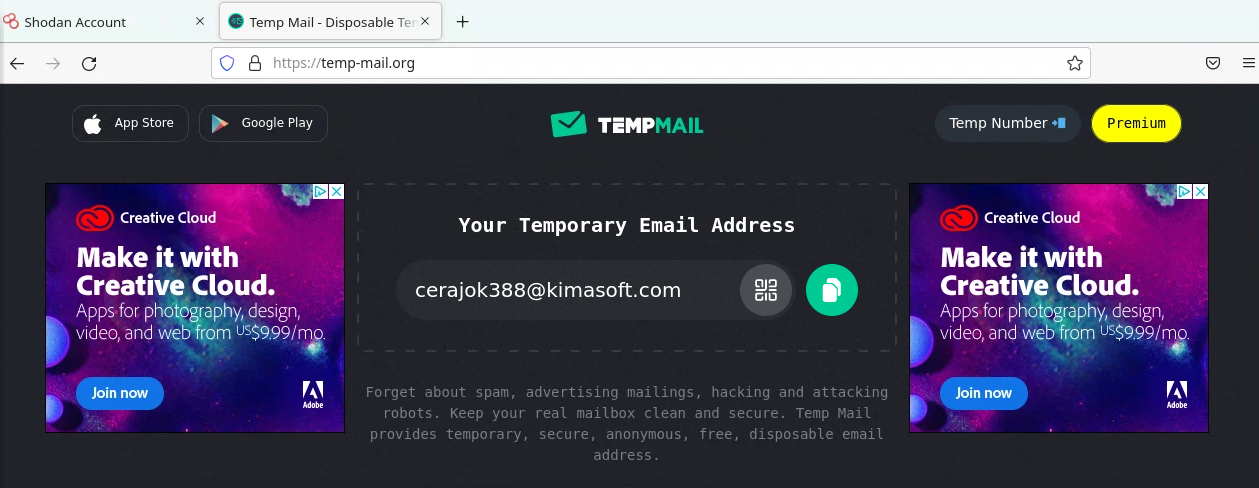 Shodan Account
Temp Mail - Disposable Tem
https://temp-mail.org
App Store
Google Play
TEMPMAIL
Temp Number
Premium
Creative Cloud
Make it with
Creative Cloud.
Apps for photography, design,
video, and web from US$9.99/mo.
Join now
Adobe
Your Temporary Email Address
cerajok388@kimasoft.com
Forget about spam, advertising mailings, hacking and attacking
robots. Keep your real mailbox clean and secure. Temp Mail
provides temporary, secure, anonymous, free, disposable email
address.
Creative Cloud
Make it with
Creative Cloud.
Apps for photography, design,
video, and web from US$9.99/mo.
Join now
Adobe